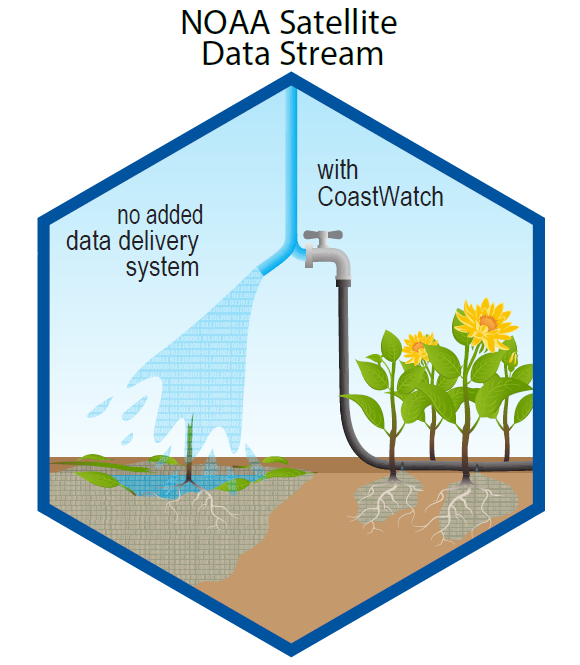 NOAA Satellite
Data Stream
with
CoastWatch
no added
data delivery
system